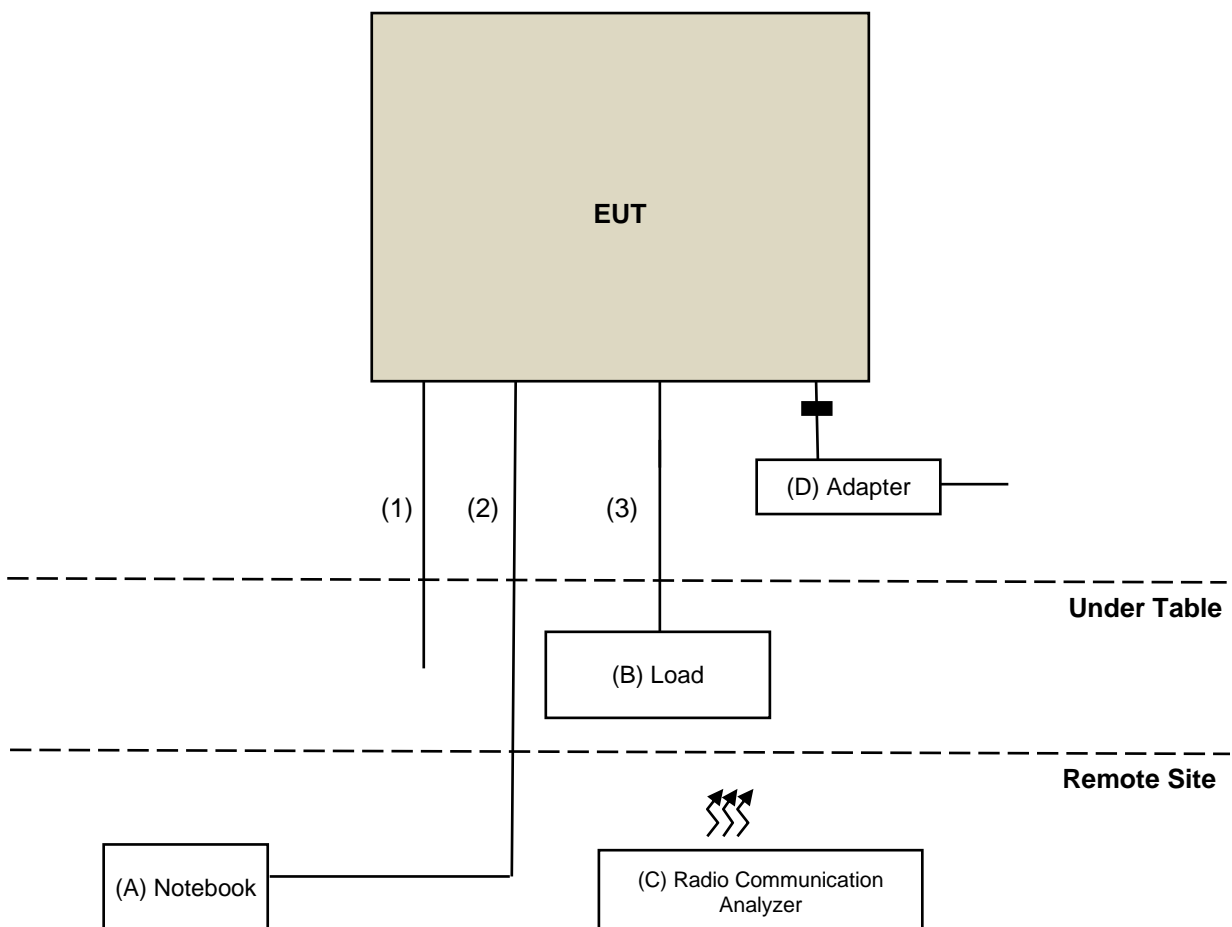 EUT
(D) Adapter
(1)
(2)
(3)
Under Table
(B) Load
Remote Site
(A) Notebook
(C) Radio Communication
Analyzer